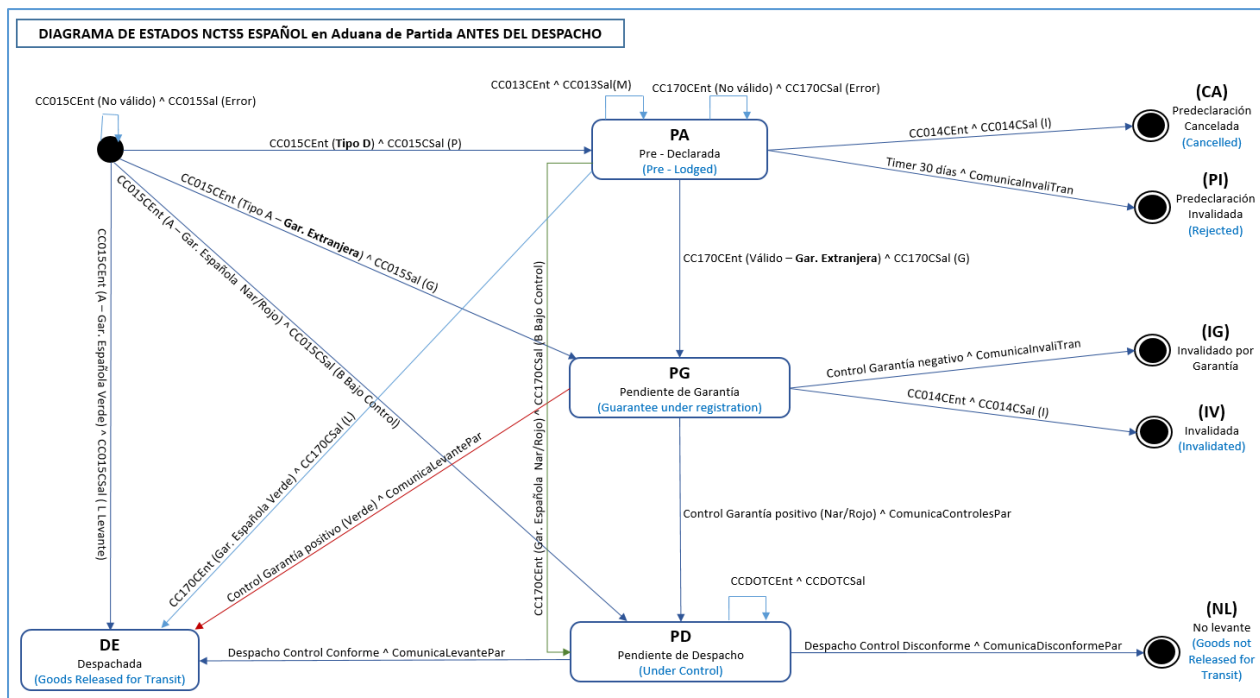 DIAGRAMA DE ESTADOS NCTS5 ESPAÑOL en Aduana de Partida ANTES DEL DESPACHO
CC015CEnt (No válido) ^ CC015Sal (Error)
CC013CEnt ^ CC013Sal(M)
CC170CEnt (No válido) ^ CC170CSal (Error)
CC015CEnt (Tipo D) ^ CC015CSal (P)
PA
Pre - Declarada
(Pre - Lodged)
CC014CEnt ^ CC014CSal (I)
(CA)
Predeclaración
Cancelada
(Cancelled)
Timer 30 días ^ ComunicaInvaliTran
(PI)
Predeclaración
Invalidada
(Rejected)
CC015CEnt (Tipo A – Gar. Extranjera) ^ CC015Sal (G)
CC015CEnt (A – Gar. Española Nar/Rojo) ^ CC015CSal (B Bajo Control)
CC015CEnt (A – Gar. Española Verde) ^ CC015CSal ( L Levante)
CC170CEnt (Válido – Gar. Extranjera) ^ CC170CSal (G)
CC170CEnt (Gar. Española Verde) ^ CC170CSal (L)
CC170CEnt (Gar. Española Nar/Rojo) ^ CC170CSal (B Bajo Control)
PG
Pendiente de Garantía
(Guarantee under registration)
Control Garantía negativo ^ ComunicaInvaliTran
(IG)
Invalidado por
Garantía
CC014CEnt ^ CC014CSal (I)
(IV)
Invalidada
(Invalidated)
Control Garantía positivo (Verde) ^ ComunicaLevantePar
Control Garantía positivo (Nar/Rojo) ^ ComunicaControlesPar
CCDOTCEnt ^ CCDOTCSal
DE
Despachada
(Goods Released for Transit)
Despacho Control Conforme ^ ComunicaLevantePar
PD
Pendiente de Despacho
(Under Control)
Despacho Control Disconforme ^ ComunicaDisconformePar
(NL)
No levante
(Goods not
Released for
Transit)